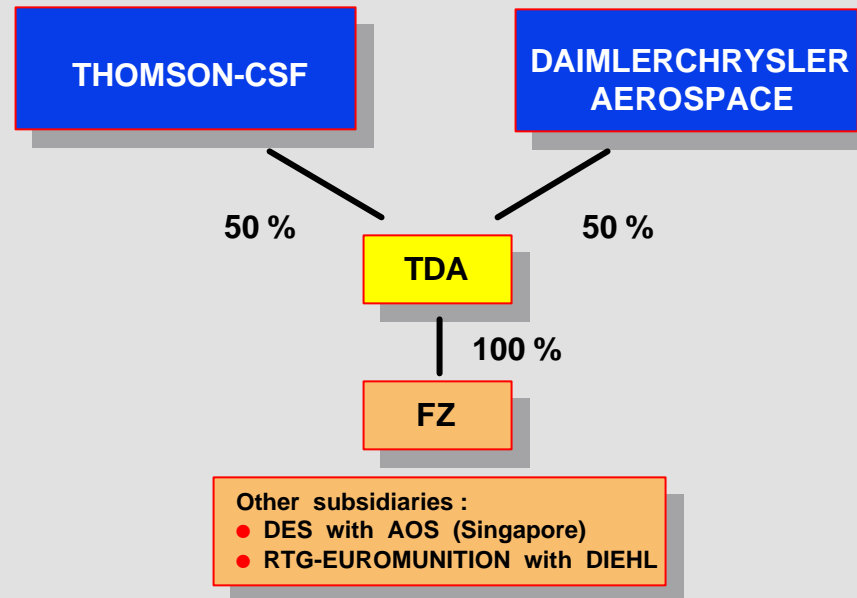 THOMSON-CSF
DAIMLERCHRYSLER
AEROSPACE
50 %
50 %
TDA
100 %
FZ
Other subsidiaries :
● DES with AOS (Singapore)
● RTG-EUROMUNITION with DIEHL